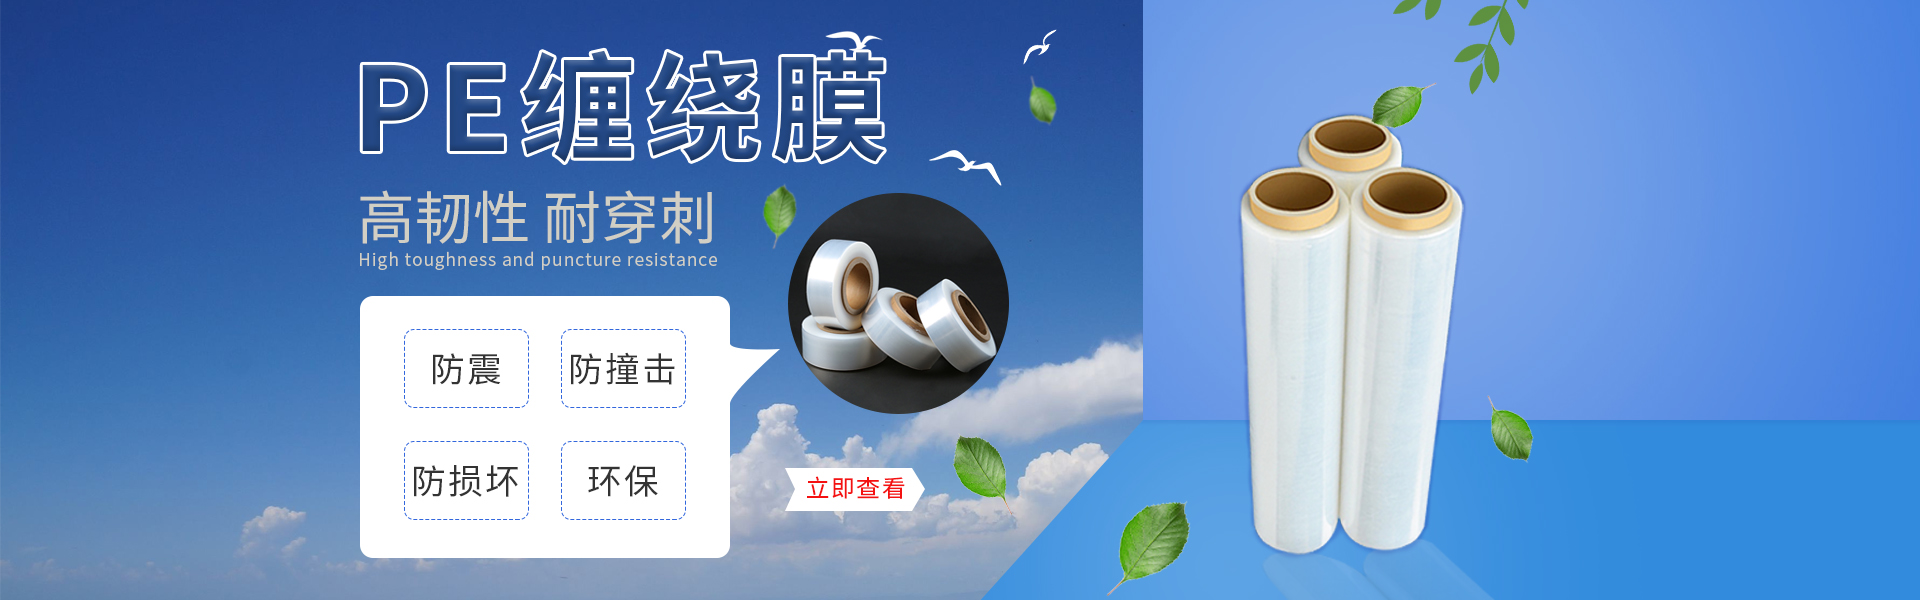 PE缠绕膜
高韧性 耐穿刺
High toughness and puncture resistance
防震
防撞击
防损坏
环保
立即查看